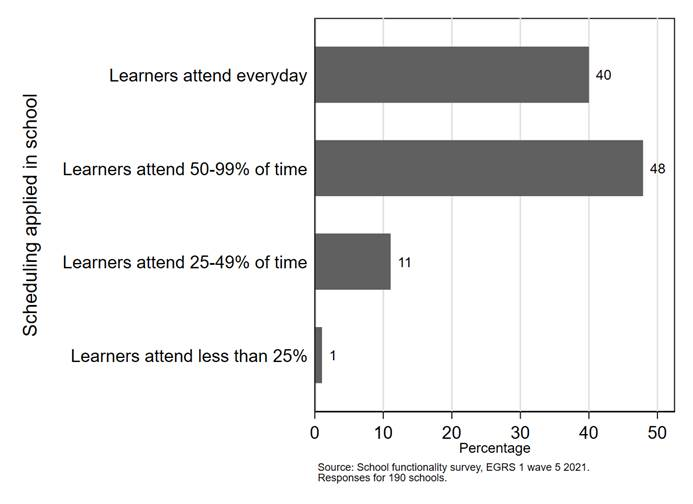 Scheduling applied in school
Learners attend everyday
40
Learners attend 50-99% of time
48
Learners attend 25-49% of time
11
Learners attend less than 25%
1
0 10 20 30 40 50
Percentage
Source: School functionality survey, EGRS 1 wave 5 2021.
Responses for 190 schools.